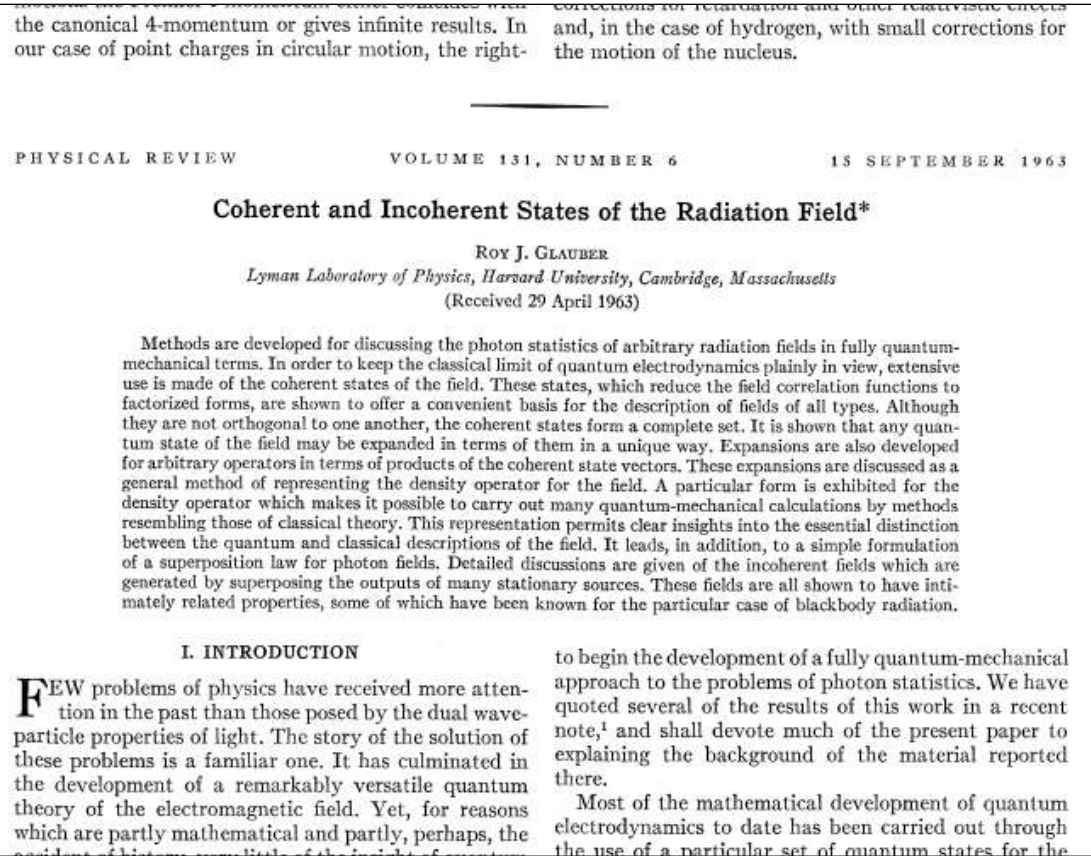 the canonical 4-momentum or gives infinite results. In
our case of point charges in circular motion, the right-
corrections for retardation and other relativistic effects
and, in the case of hydrogen, with small corrections for
the motion of the nucleus.
PHYSICAL REVIEW VOLUME 131, NUMBER 6 15 SEPTEMBER 1963
Coherent and Incoherent States of the Radiation Field*
ROY J. GLAUBER
Lyman Laboratory of Physics, Harvard University, Cambridge, Massachusetts
(Received 29 April 1963)
Methods are developed for discussing the photon statistics of arbitrary radiation fields in fully quantum-
mechanical terms. In order to keep the classical limit of quantum electrodynamics plainly in view, extensive
use is made of the coherent states of the field. These states, which reduce the field correlation functions to
factorized forms, are shown to offer a convenient basis for the description of fields of all types. Although
they are not orthogonal to one another, the coherent states form a complete set. It is shown that any quan-
tum state of the field may be expanded in terms of them in a unique way. Expansions are also developed
for arbitrary operators in terms of products of the coherent state vectors. These expansions are discussed as a
general method of representing the density operator for the field. A particular form is exhibited for the
density operator which makes it possible to carry out many quantum-mechanical calculations by methods
resembling those of classical theory. This representation permits clear insights into the essential distinction
between the quantum and classical descriptions of the field. It leads, in addition, to a simple formulation
of a superposition law for photon fields. Detailed discussions are given of the incoherent fields which are
generated by superposing the outputs of many stationary sources. These fields are all shown to have inti-
mately related properties, some of which have been known for the particular case of blackbody radiation.
I. INTRODUCTION
FEW problems of physics have received more atten-
tion in the past than those posed by the dual wave-
particle properties of light. The story of the solution of
these problems is a familiar one. It has culminated in
the development of a remarkably versatile quantum
theory of the electromagnetic field. Yet, for reasons
which are partly mathematical and partly, perhaps, the
accident of history, very little of the insight of quantum
to begin the development of a fully quantum-mechanical
approach to the problems of photon statistics. We have
quoted several of the results of this work in a recent
note,¹ and shall devote much of the present paper to
explaining the background of the material reported
there.
Most of the mathematical development of quantum
electrodynamics to date has been carried out through
the use of a particular set of quantum states for the